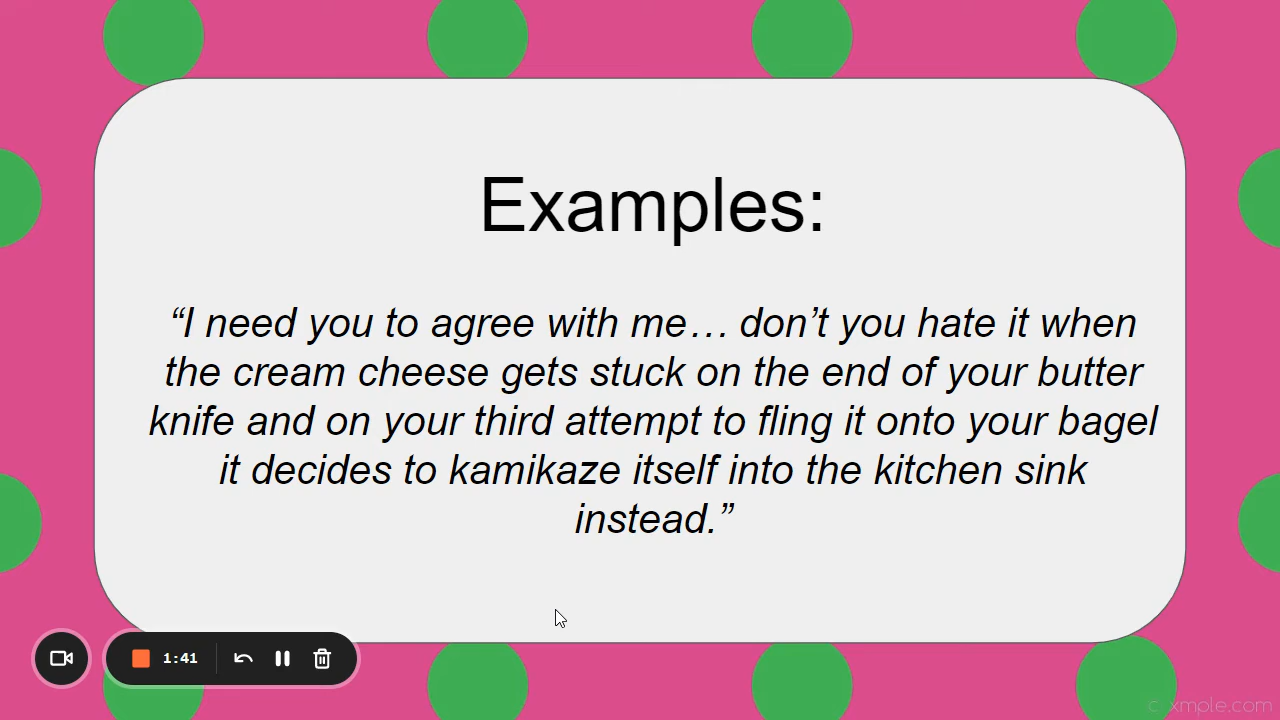 Examples:
“I need you to agree with me… don’t you hate it when
the cream cheese gets stuck on the end of your butter
knife and on your third attempt to fling it onto your bagel
it decides to kamikaze itself into the kitchen sink
instead.”
1:41